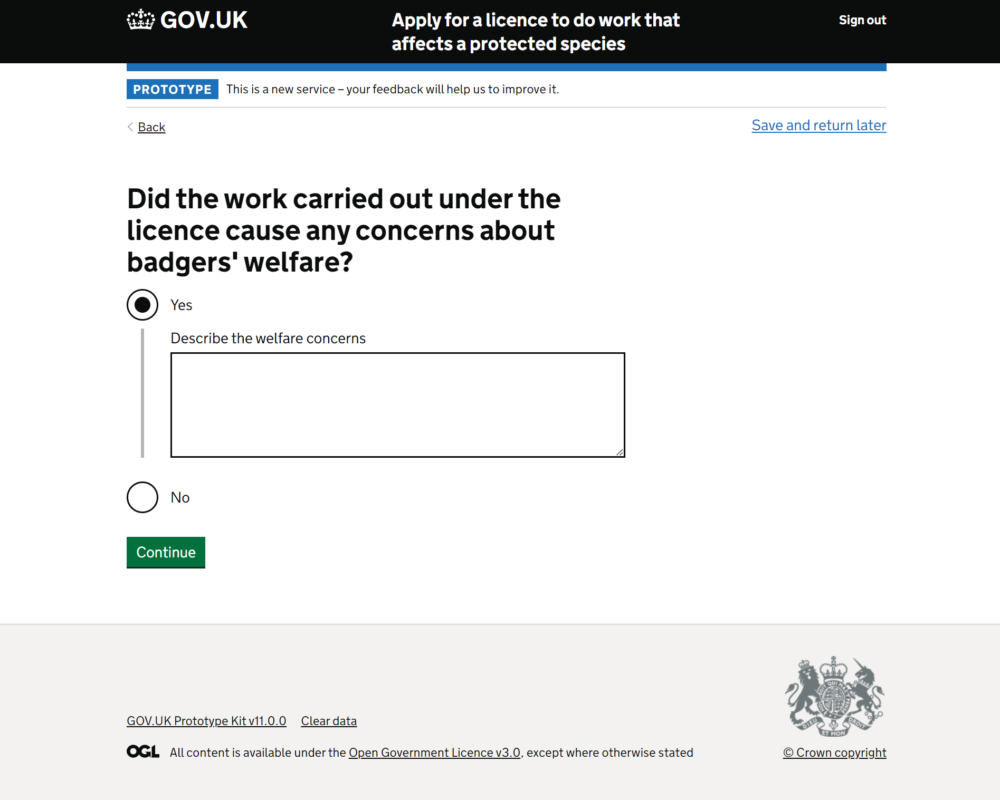 GOV.UK
Apply for a licence to do work that
affects a protected species
Sign out
PROTOTYPE This is a new service – your feedback will help us to improve it.
Back
Save and return later
Did the work carried out under the
licence cause any concerns about
badgers' welfare?
Yes
Describe the welfare concerns
No
Continue
GOV.UK Prototype Kit v11.0.0 Clear data
OGL All content is available under the Open Government Licence v3.0, except where otherwise stated
DIEU ET MON DROIT
© Crown copyright